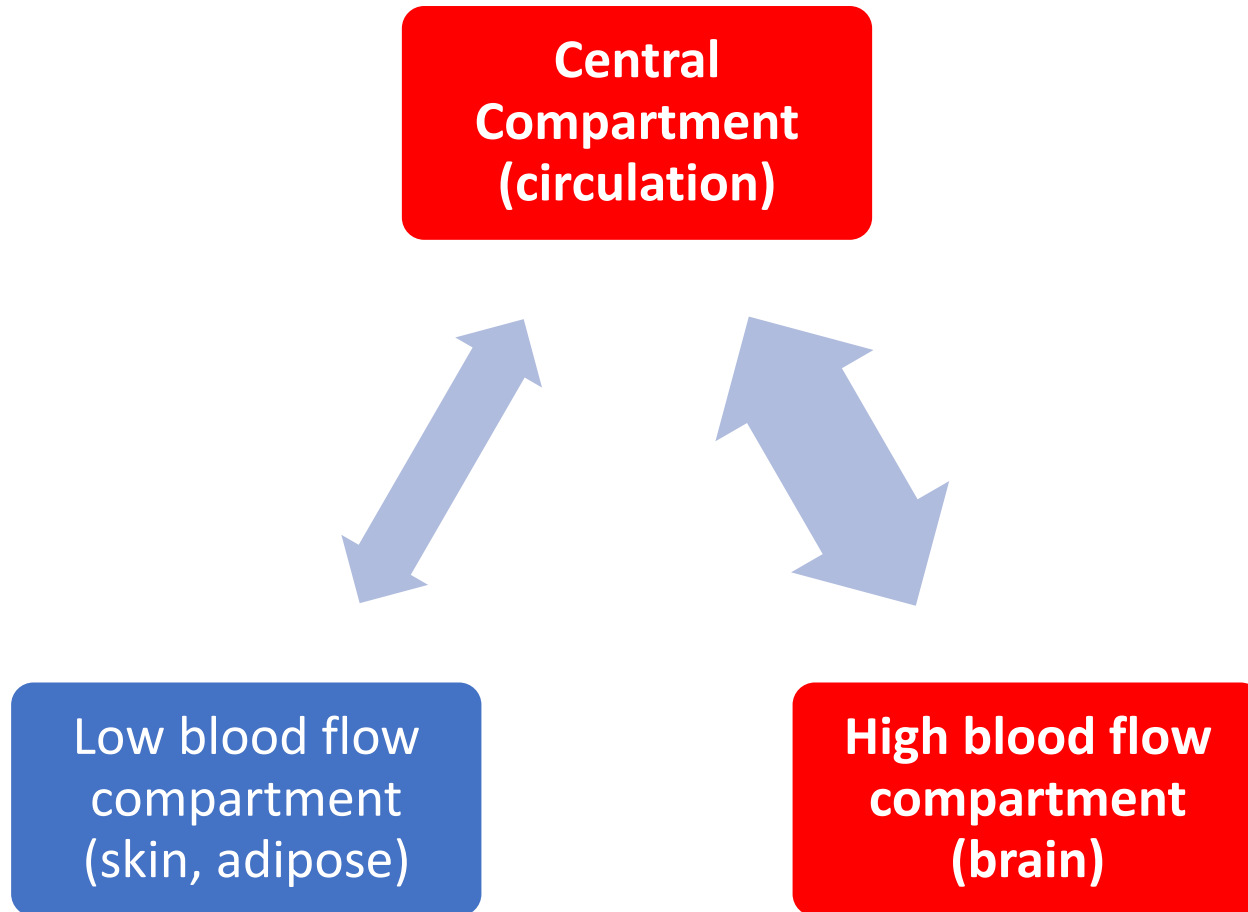 Central
Compartment
(circulation)
Low blood flow
compartment
(skin, adipose)
High blood flow
compartment
(brain)